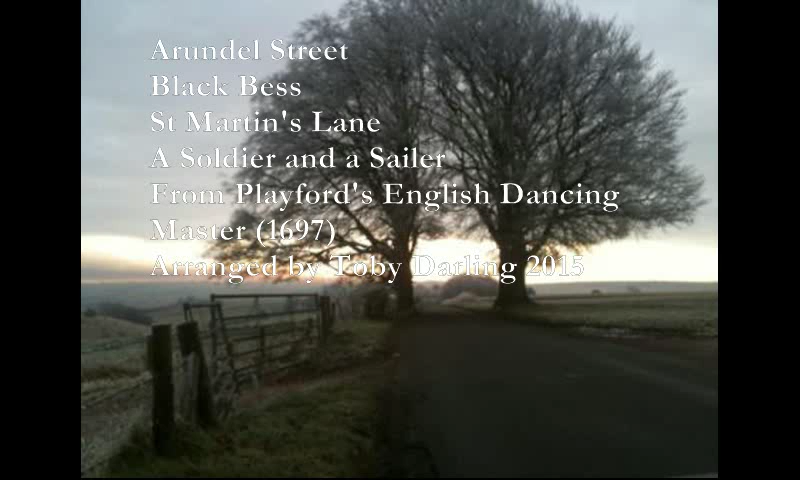 Arundel Street
Black Bess
St Martin's Lane
A Soldier and a Sailer
From Playford's English Dancing
Master (1697)
Arranged by Toby Darling 2015